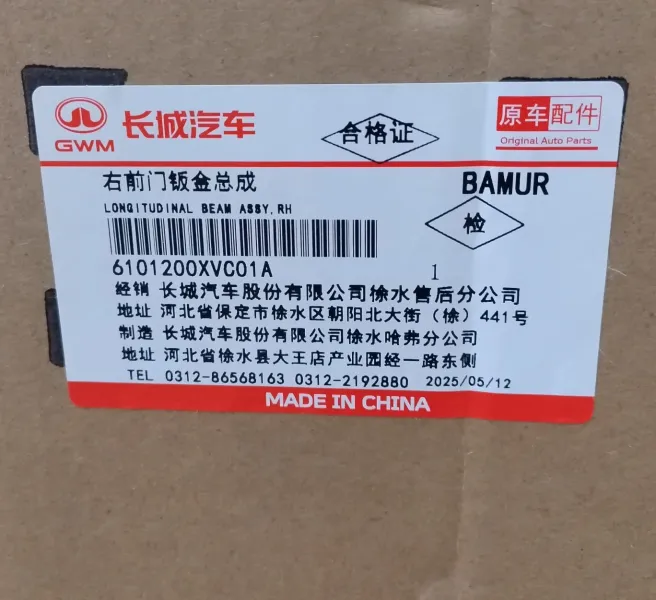 GWM
长城汽车
合格证
原车配件
Original Auto Parts
右前门钣金总成
BAMUR
LONGITUDINAL BEAM ASSY,RH
检
6101200XVC01A
1
经销 长城汽车股份有限公司徐水售后分公司
地址 河北省保定市徐水区朝阳北大街（徐）441号
制造 长城汽车股份有限公司徐水哈弗分公司
地址 河北省徐水县大王店产业园经一路东侧
TEL 0312-86568163 0312-2192880 2025/05/12
MADE IN CHINA